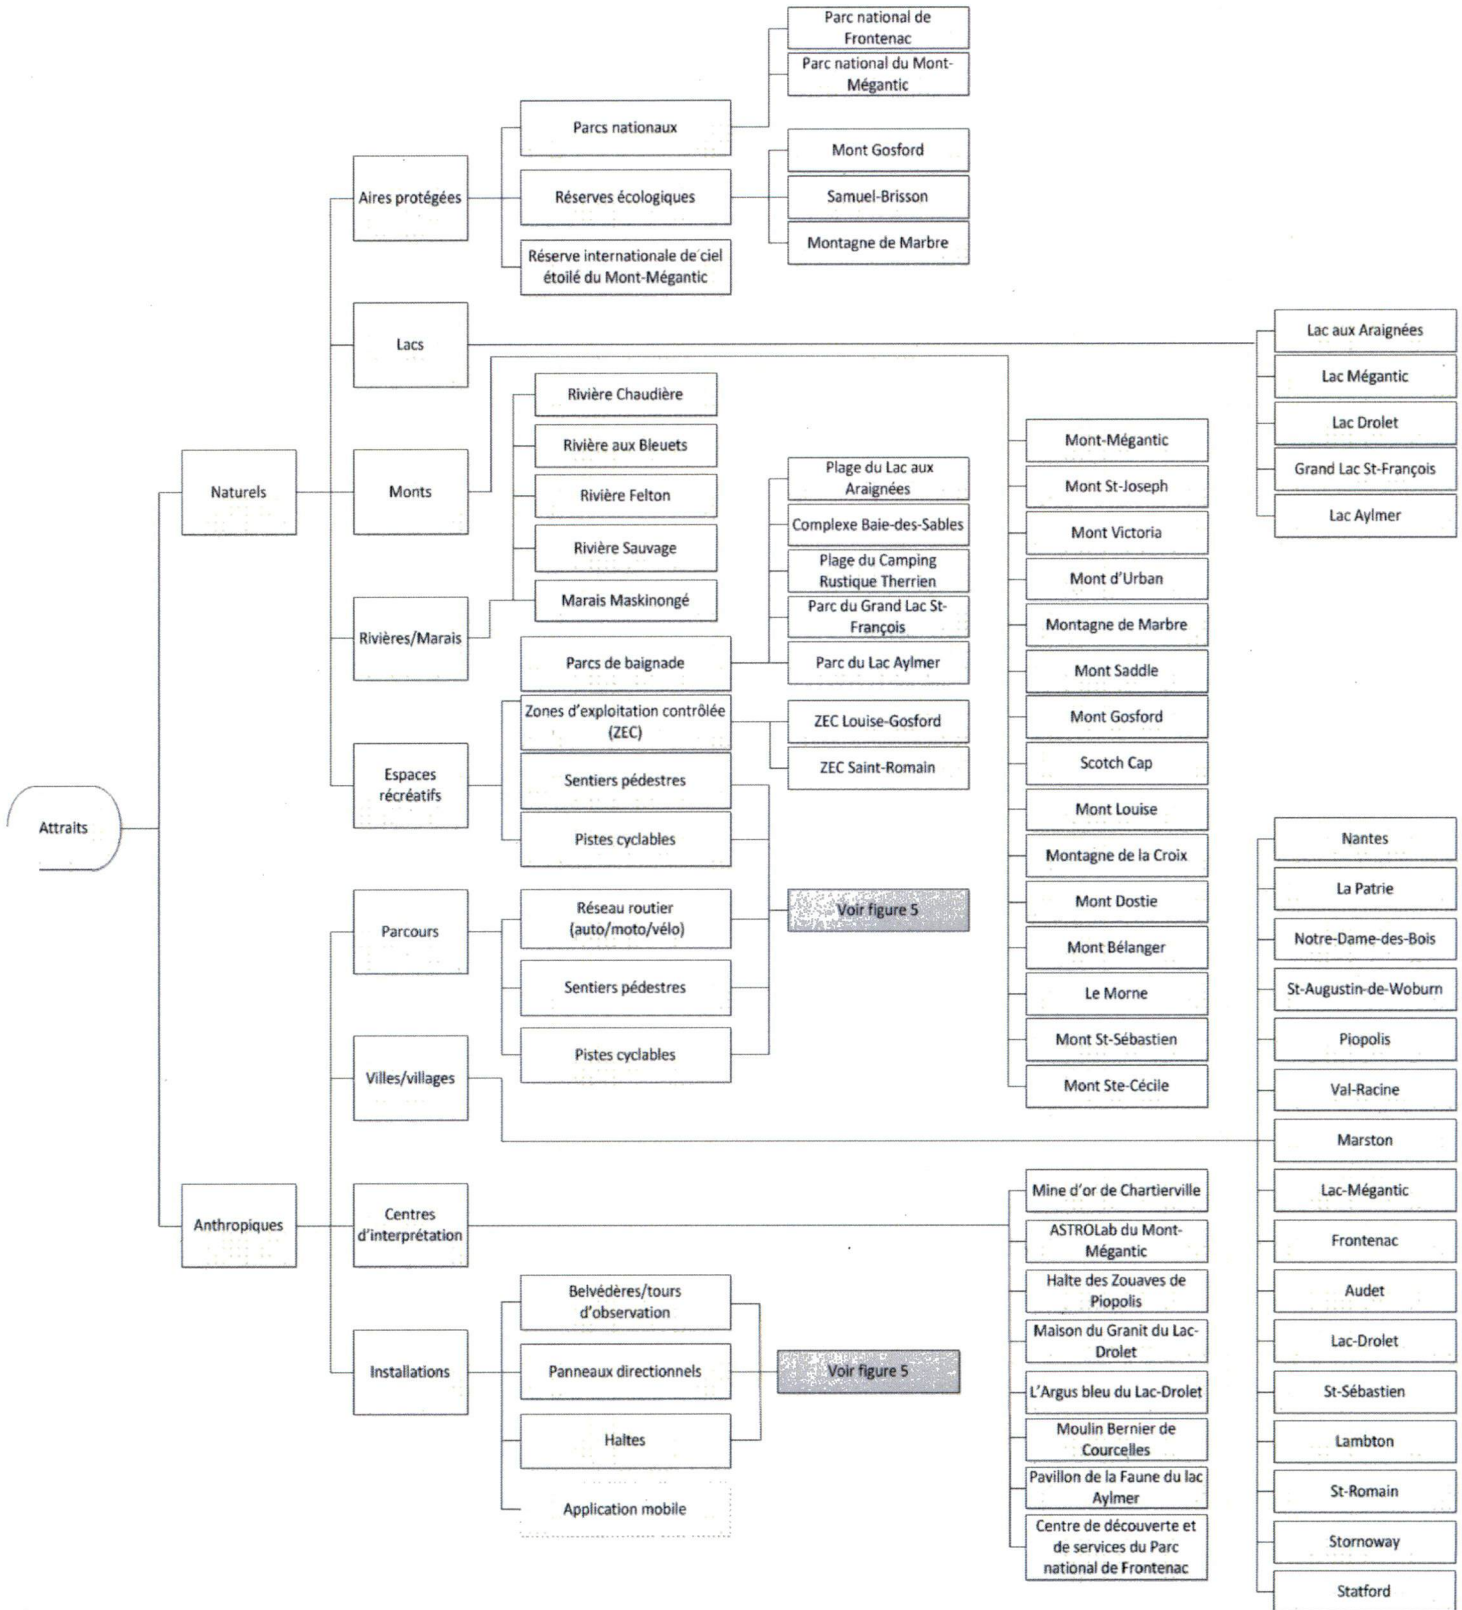 Attraits
Naturels
Anthropiques
Aires protégées
Lacs
Monts
Rivières/Marais
Espaces
récréatifs
Parcours
Villes/villages
Centres
d'interprétation
Installations
Parcs nationaux
Réserves écologiques
Réserve internationale de ciel
étoilé du Mont-Mégantic
Rivière Chaudière
Rivière aux Bleuets
Rivière Felton
Rivière Sauvage
Marais Maskinongé
Parcs de baignade
Zones d'exploitation contrôlée
(ZEC)
Sentiers pédestres
Pistes cyclables
Réseau routier
(auto/moto/vélo)
Sentiers pédestres
Pistes cyclables
Belvédères/tours
d'observation
Panneaux directionnels
Haltes
Application mobile
Parc national de
Frontenac
Parc national du Mont-
Mégantic
Mont Gosford
Samuel-Brisson
Montagne de Marbre
Plage du Lac aux
Araignées
Complexe Baie-des-Sables
Plage du Camping
Rustique Therrien
Parc du Grand Lac St-
François
Parc du Lac Aylmer
ZEC Louise-Gosford
ZEC Saint-Romain
Voir figure 5
Voir figure 5
Mont-Mégantic
Mont St-Joseph
Mont Victoria
Mont d'Urban
Montagne de Marbre
Mont Saddle
Mont Gosford
Scotch Cap
Mont Louise
Montagne de la Croix
Mont Dostie
Mont Bélanger
Le Morne
Mont St-Sébastien
Mont Ste-Cécile
Mine d'or de Chartierville
ASTROLab du Mont-
Mégantic
Halte des Zouaves de
Piopolis
Maison du Granit du Lac-
Drolet
L'Argus bleu du Lac-Drolet
Moulin Bernier de
Courcelles
Pavillon de la Faune du lac
Aylmer
Centre de découverte et
de services du Parc
national de Frontenac
Lac aux Araignées
Lac Mégantic
Lac Drolet
Grand Lac St-François
Lac Aylmer
Nantes
La Patrie
Notre-Dame-des-Bois
St-Augustin-de-Woburn
Piopolis
Val-Racine
Marston
Lac-Mégantic
Frontenac
Audet
Lac-Drolet
St-Sébastien
Lambton
St-Romain
Stornoway
Statford